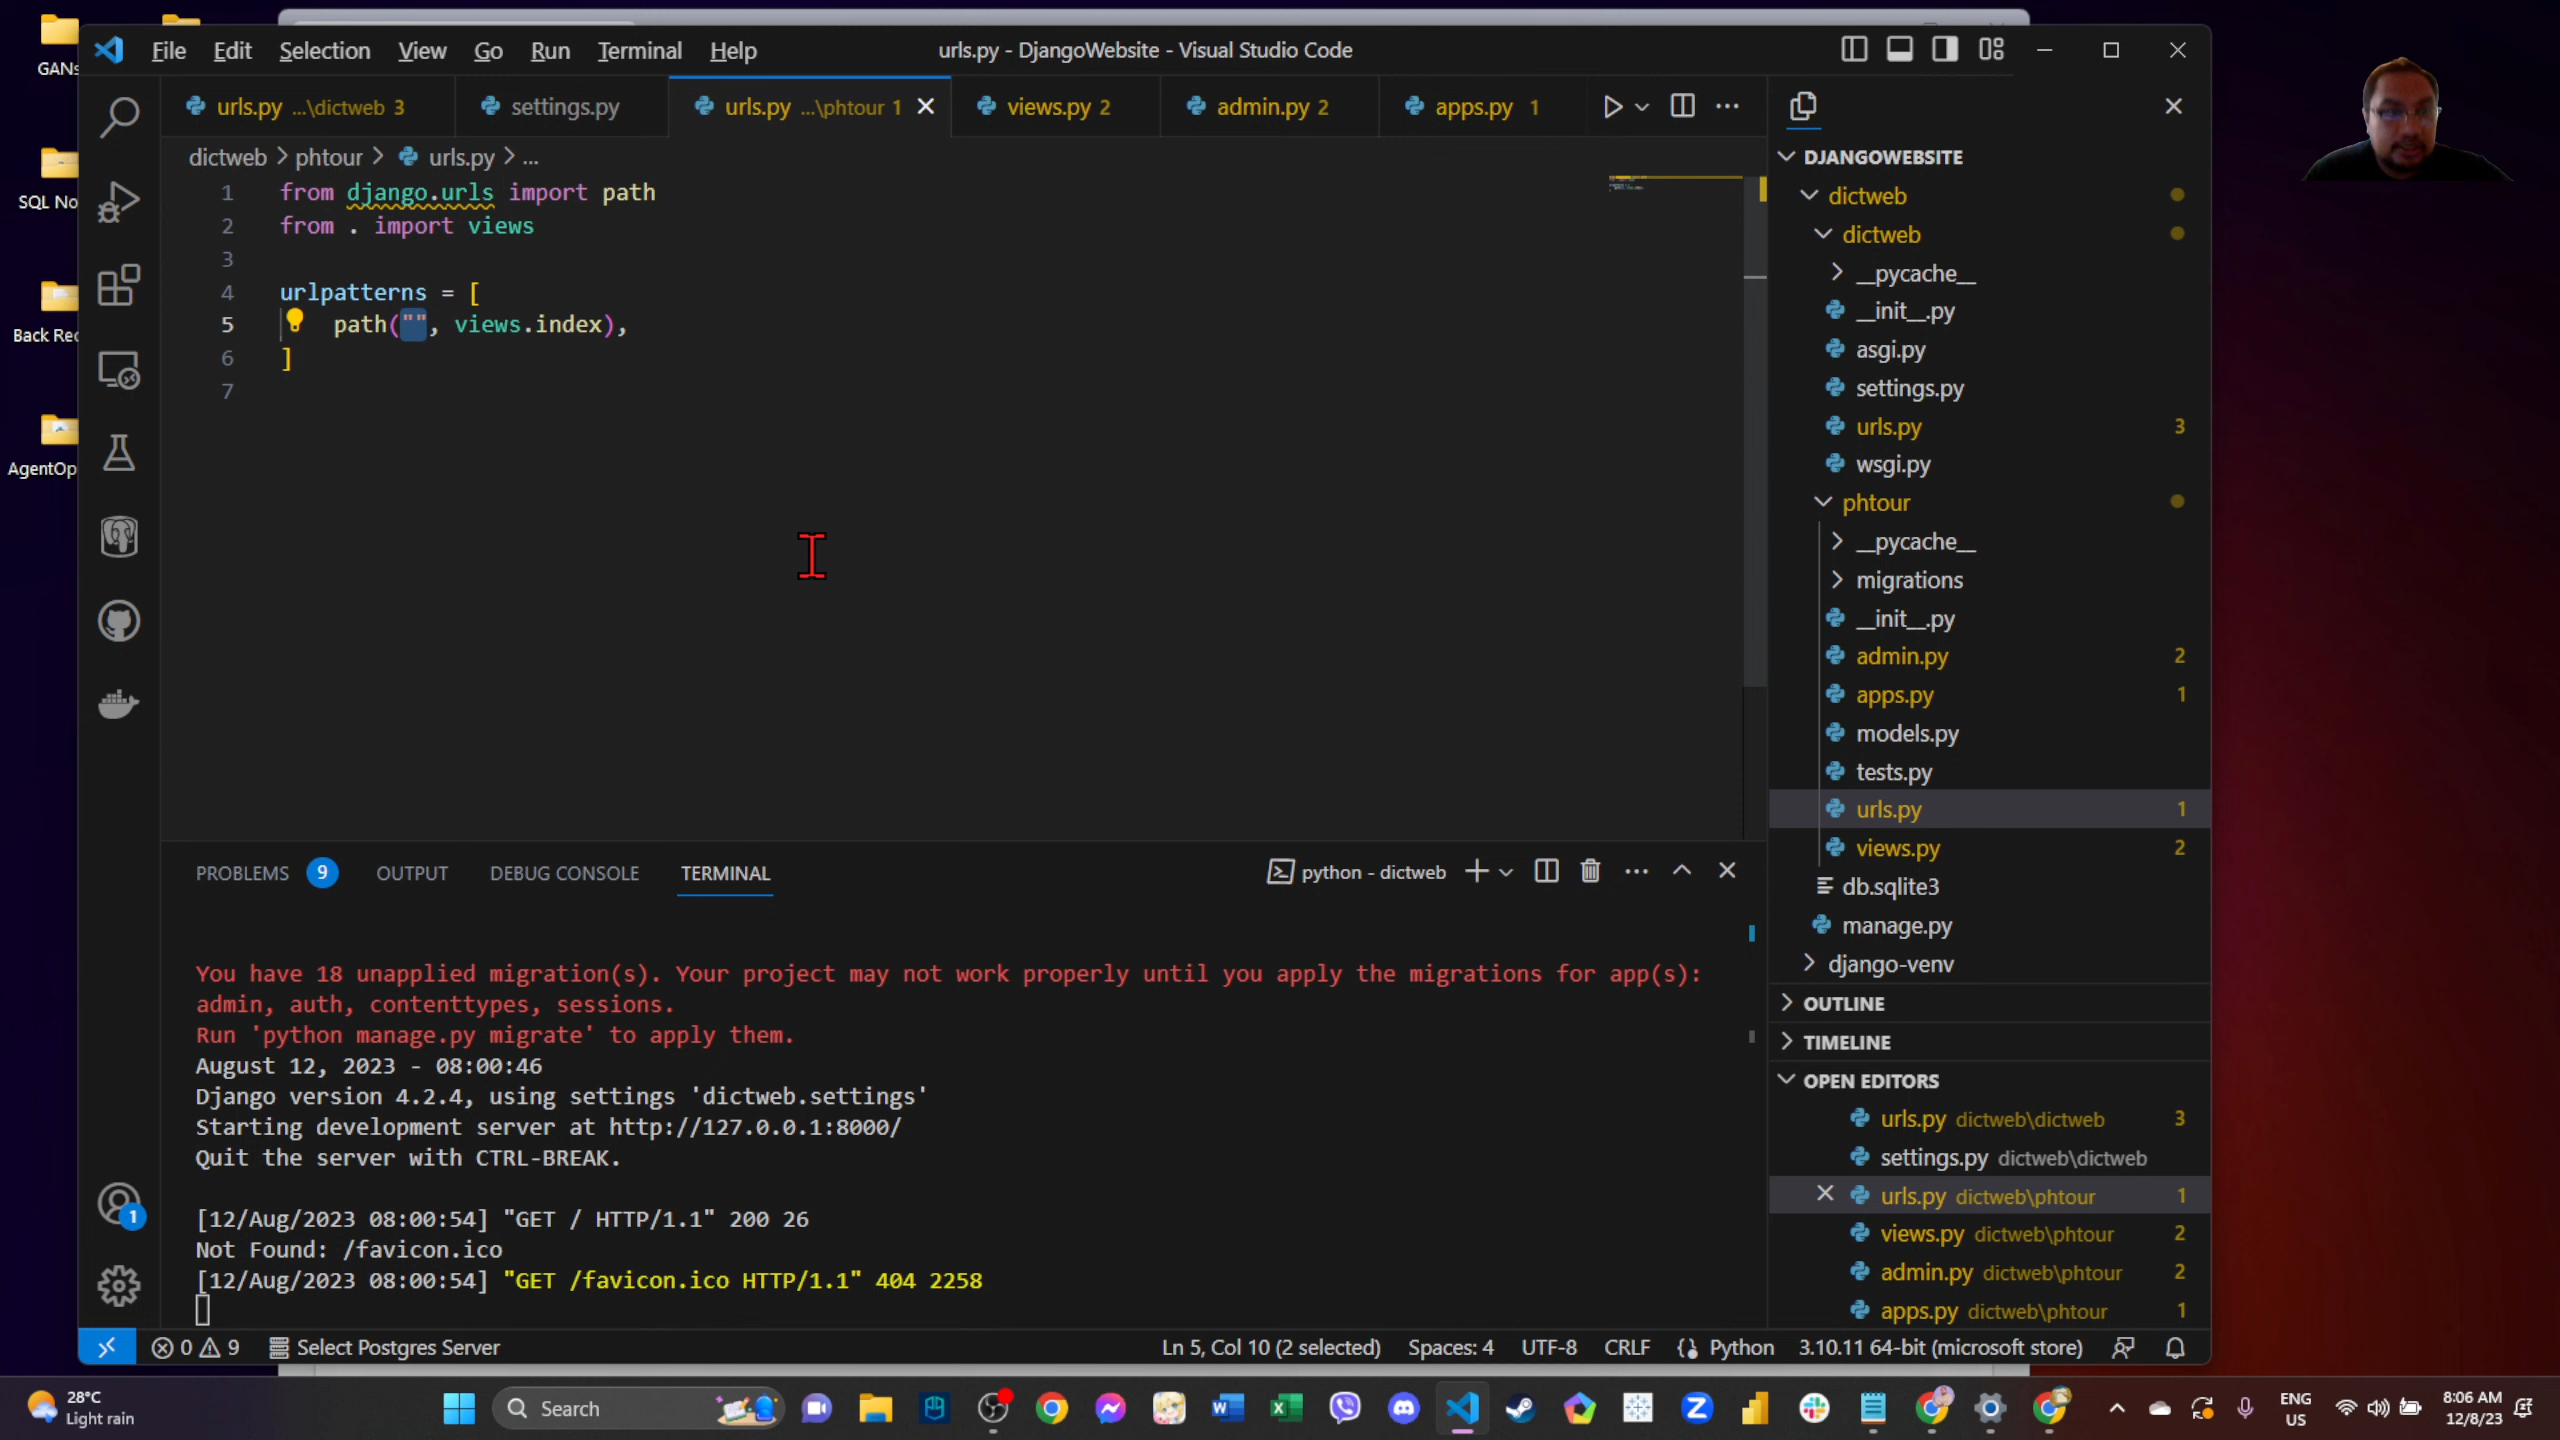 GANs
SQL No
Back Rec
AgentOp
File Edit Selection View Go Run Terminal Help
urls.py - DjangoWebsite - Visual Studio Code
urls.py ...\dictweb 3
settings.py
urls.py ...\phtour 1
views.py 2
admin.py 2
apps.py 1
dictweb > phtour > urls.py > ...
1 from django.urls import path
2 from . import views
3
4 urlpatterns = [
5 path("", views.index),
6 ]
7
DJANGOWEBSITE
dictweb
dictweb
__pycache__
__init__.py
asgi.py
settings.py
urls.py 3
wsgi.py
phtour
__pycache__
migrations
__init__.py
admin.py 2
apps.py 1
models.py
tests.py
urls.py 1
views.py 2
db.sqlite3
manage.py
django-venv
OUTLINE
TIMELINE
OPEN EDITORS
urls.py dictweb\dictweb 3
settings.py dictweb\dictweb
urls.py dictweb\phtour 1
views.py dictweb\phtour 2
admin.py dictweb\phtour 2
apps.py dictweb\phtour 1
PROBLEMS 9 OUTPUT DEBUG CONSOLE TERMINAL
python - dictweb
You have 18 unapplied migration(s). Your project may not work properly until you apply the migrations for app(s):
admin, auth, contenttypes, sessions.
Run 'python manage.py migrate' to apply them.
August 12, 2023 - 08:00:46
Django version 4.2.4, using settings 'dictweb.settings'
Starting development server at http://127.0.0.1:8000/
Quit the server with CTRL-BREAK.
[12/Aug/2023 08:00:54] "GET / HTTP/1.1" 200 26
Not Found: /favicon.ico
[12/Aug/2023 08:00:54] "GET /favicon.ico HTTP/1.1" 404 2258
1
0 9 Select Postgres Server
Ln 5, Col 10 (2 selected) Spaces: 4 UTF-8 CRLF Python 3.10.11 64-bit (microsoft store)
28°C
Light rain
Search
ENG
US
8:06 AM
12/8/23